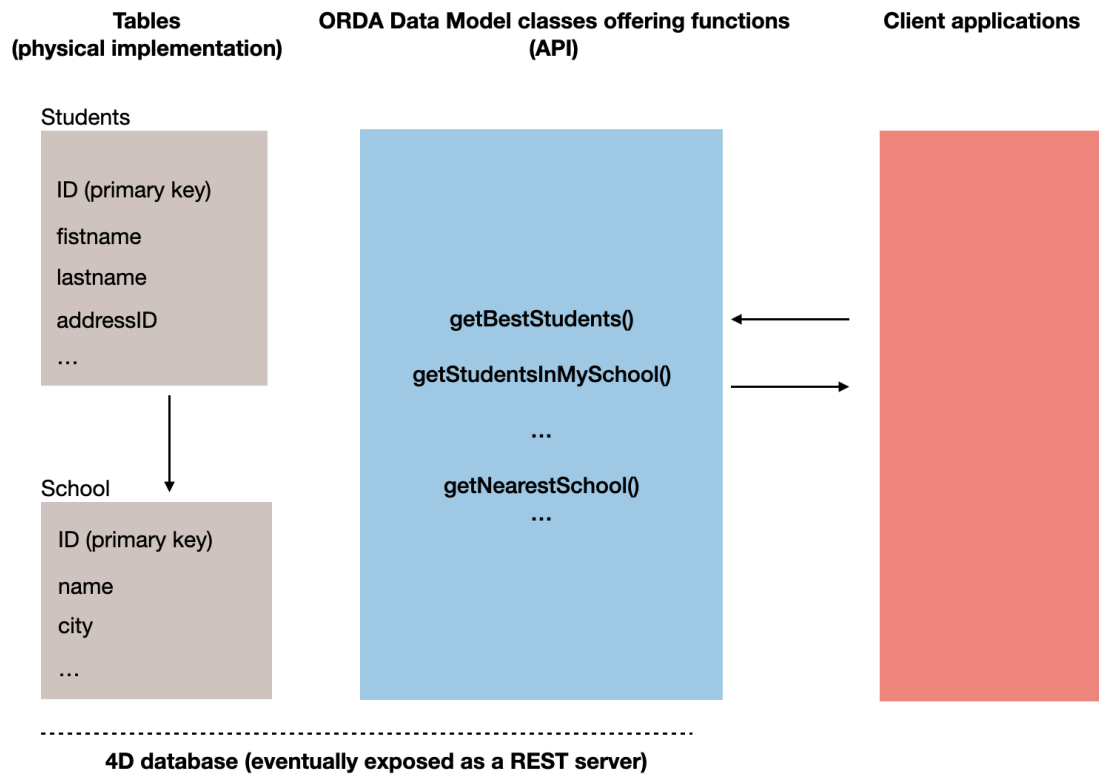 Tables
(physical implementation)
ORDA Data Model classes offering functions
(API)
Client applications
Students
ID (primary key)
fistname
lastname
addressID
...
School
ID (primary key)
name
city
...
getBestStudents()
getStudentsInMySchool()
...
getNearestSchool()
...
4D database (eventually exposed as a REST server)